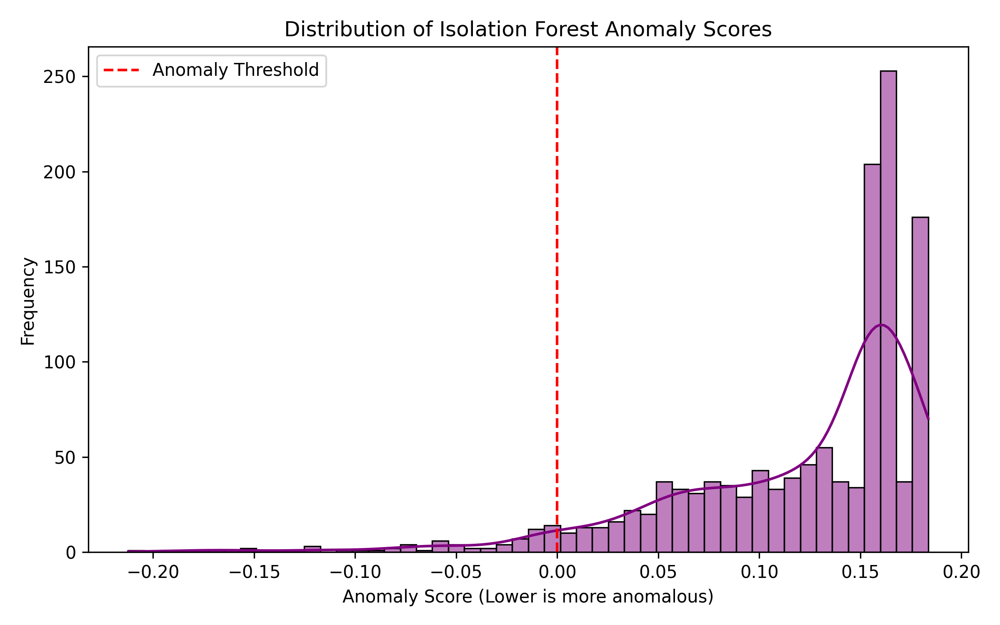 Distribution of Isolation Forest Anomaly Scores
Anomaly Threshold
250
200
150
100
50
0
Frequency
−0.20 −0.15 −0.10 −0.05 0.00 0.05 0.10 0.15 0.20
Anomaly Score (Lower is more anomalous)